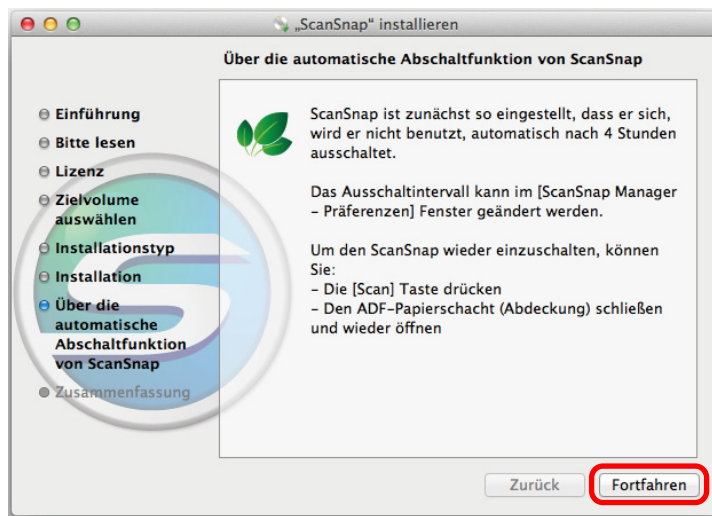 „ScanSnap“ installieren
Über die automatische Abschaltfunktion von ScanSnap
Einführung
Bitte lesen
Lizenz
Zielvolume
auswählen
Installationstyp
Installation
Über die
automatische
Abschaltfunktion
von ScanSnap
Zusammenfassung
ScanSnap ist zunächst so eingestellt, dass er sich,
wird er nicht benutzt, automatisch nach 4 Stunden
ausschaltet.
Das Ausschaltintervall kann im [ScanSnap Manager
– Präferenzen] Fenster geändert werden.
Um den ScanSnap wieder einzuschalten, können
Sie:
– Die [Scan] Taste drücken
– Den ADF-Papierschacht (Abdeckung) schließen
und wieder öffnen
Zurück
Fortfahren